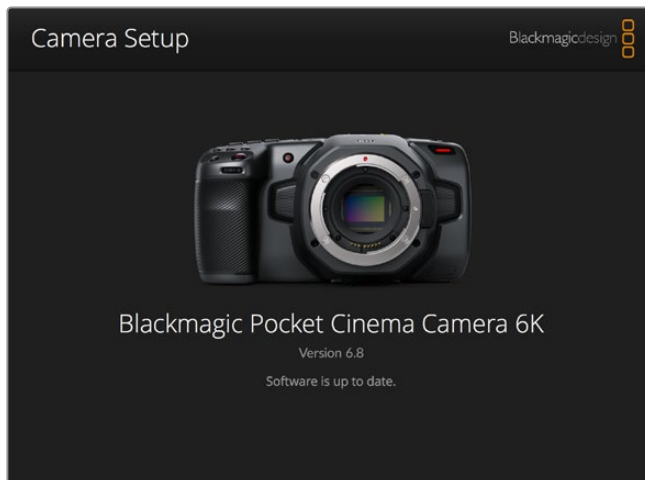 Camera Setup
Blackmagicdesign
Blackmagic Pocket Cinema Camera 6K
Version 6.8
Software is up to date.